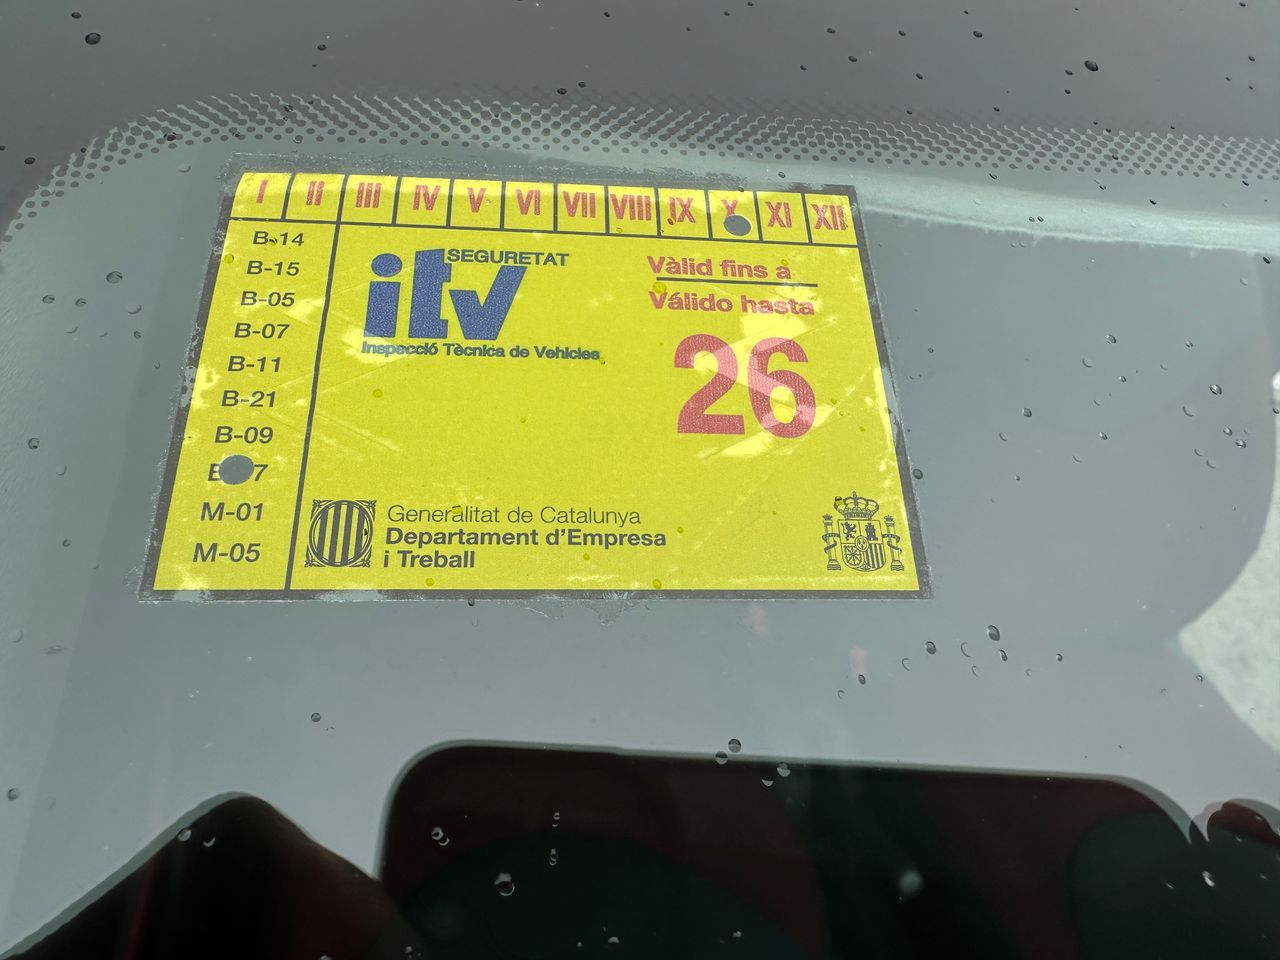 I II III IV V VI VII VIII IX X XI XII
B-14
B-15
B-05
B-07
B-11
B-21
B-09
M-01
M-05
itv SEGURETAT
Inspecció Tècnica de Vehicles
Vàlid fins a
Válido hasta
26
Generalitat de Catalunya
Departament d'Empresa
i Treball